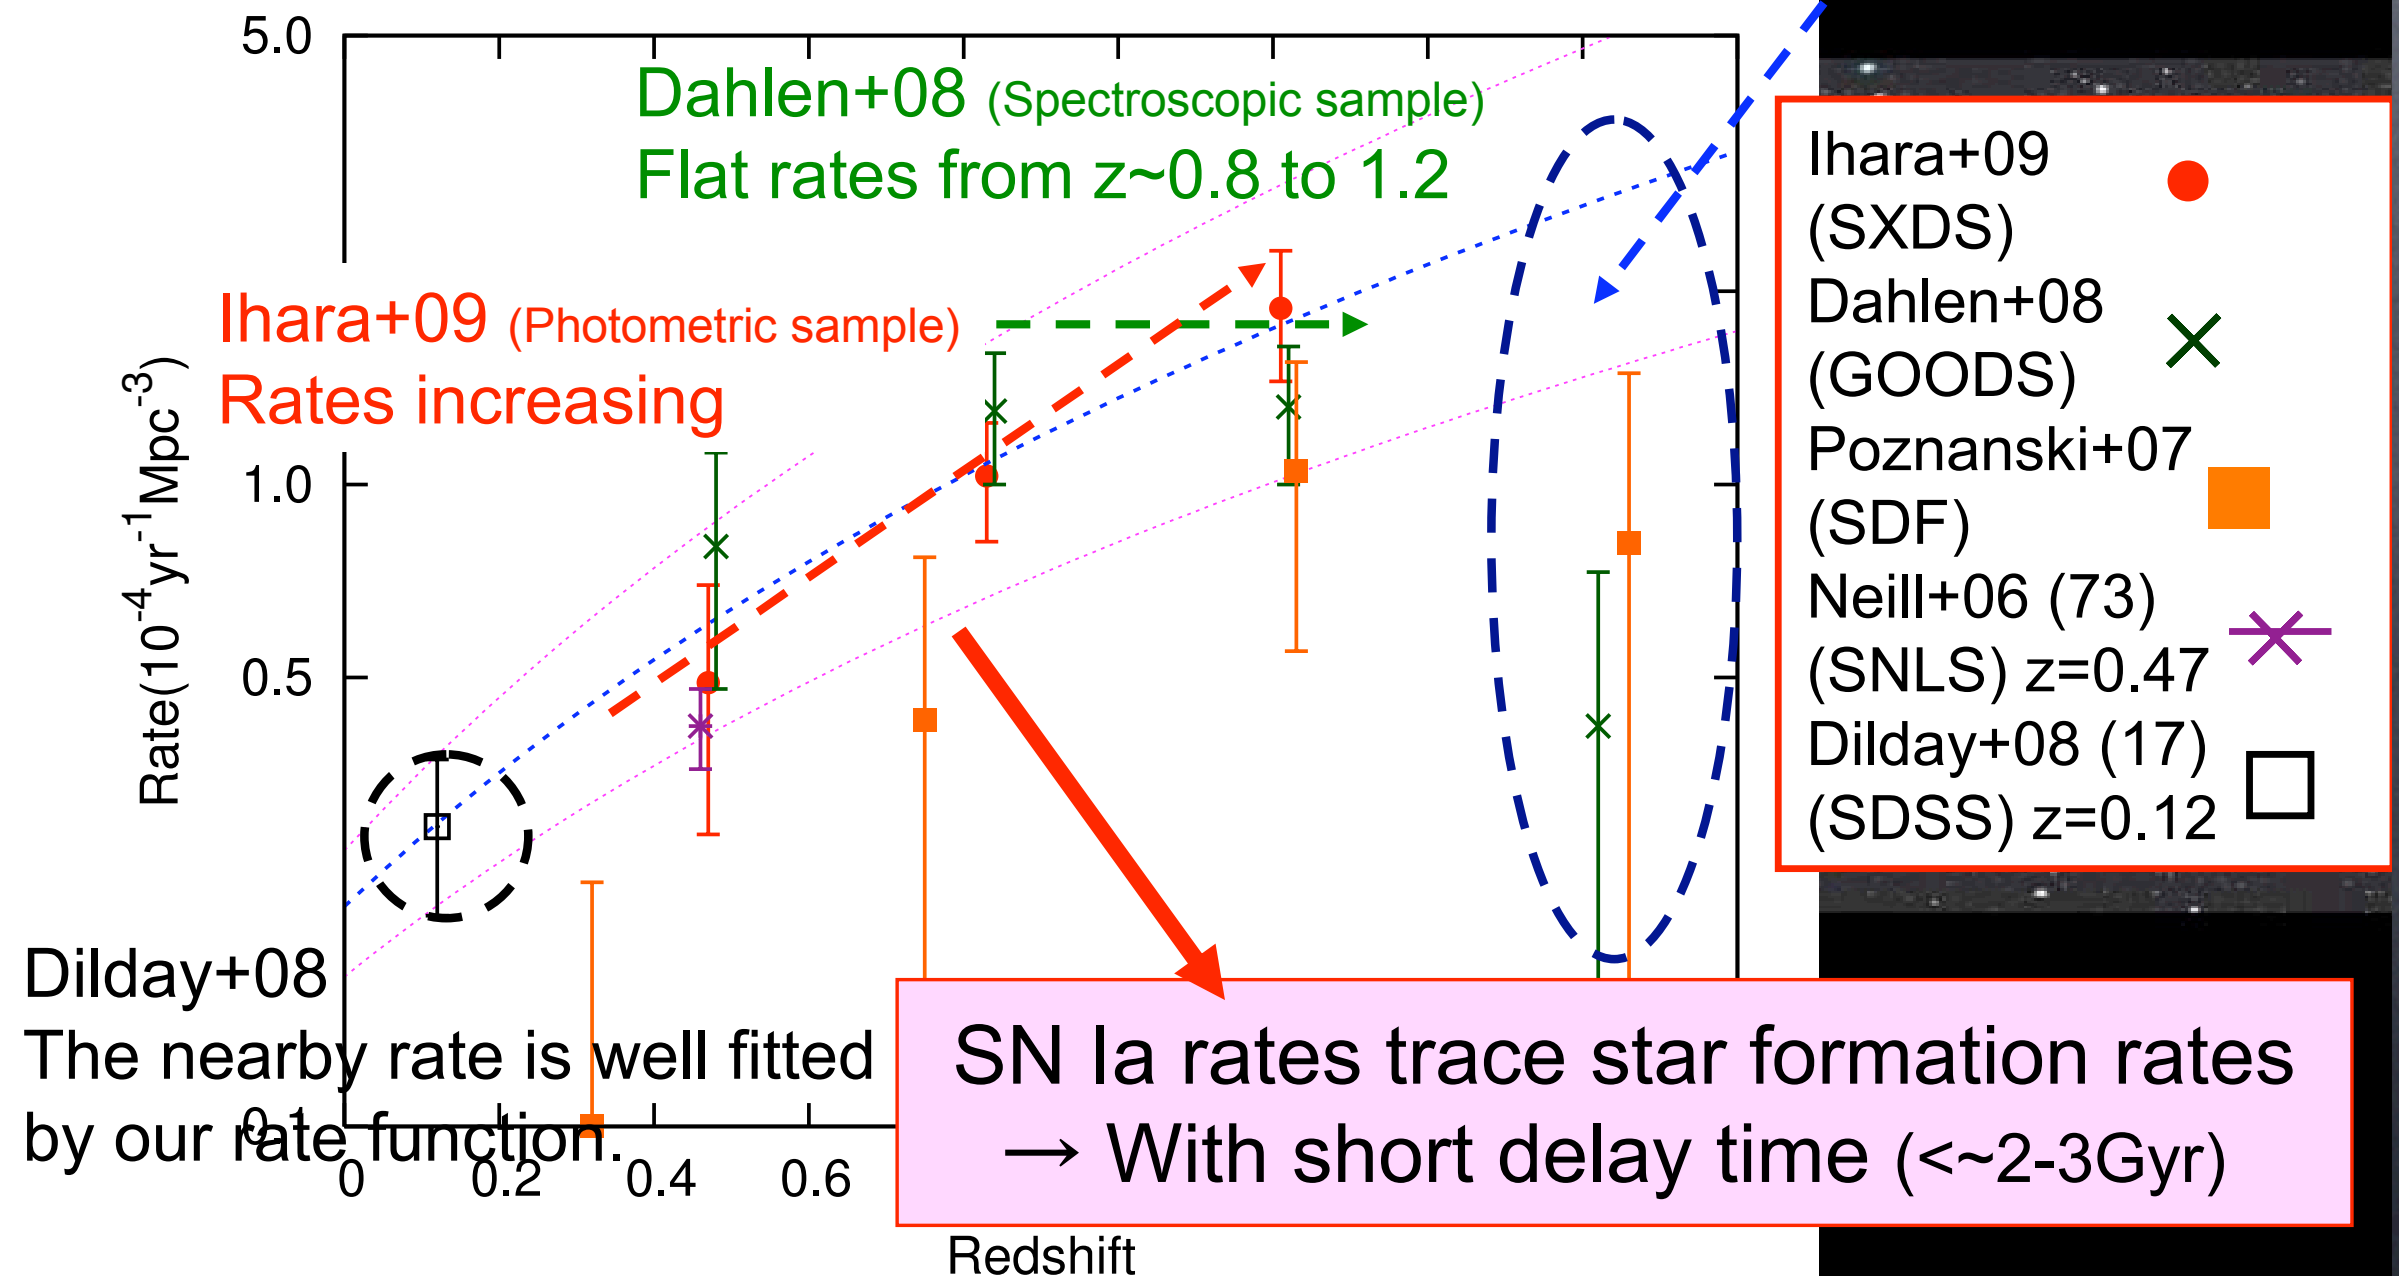 5.0
Dahlen+08 (Spectroscopic sample)
Flat rates from z~0.8 to 1.2
Ihara+09 (Photometric sample)
Rates increasing
Rate(10-4yr-1Mpc-3)
1.0
0.5
0.1
Ihara+09
(SXDS)
Dahlen+08
(GOODS)
Poznanski+07
(SDF)
Neill+06 (73)
(SNLS) z=0.47
Dilday+08 (17)
(SDSS) z=0.12
Dilday+08
The nearby rate is well fitted
by our rate function.
SN Ia rates trace star formation rates
→ With short delay time (<~2-3Gyr)
0 0.2 0.4 0.6
Redshift